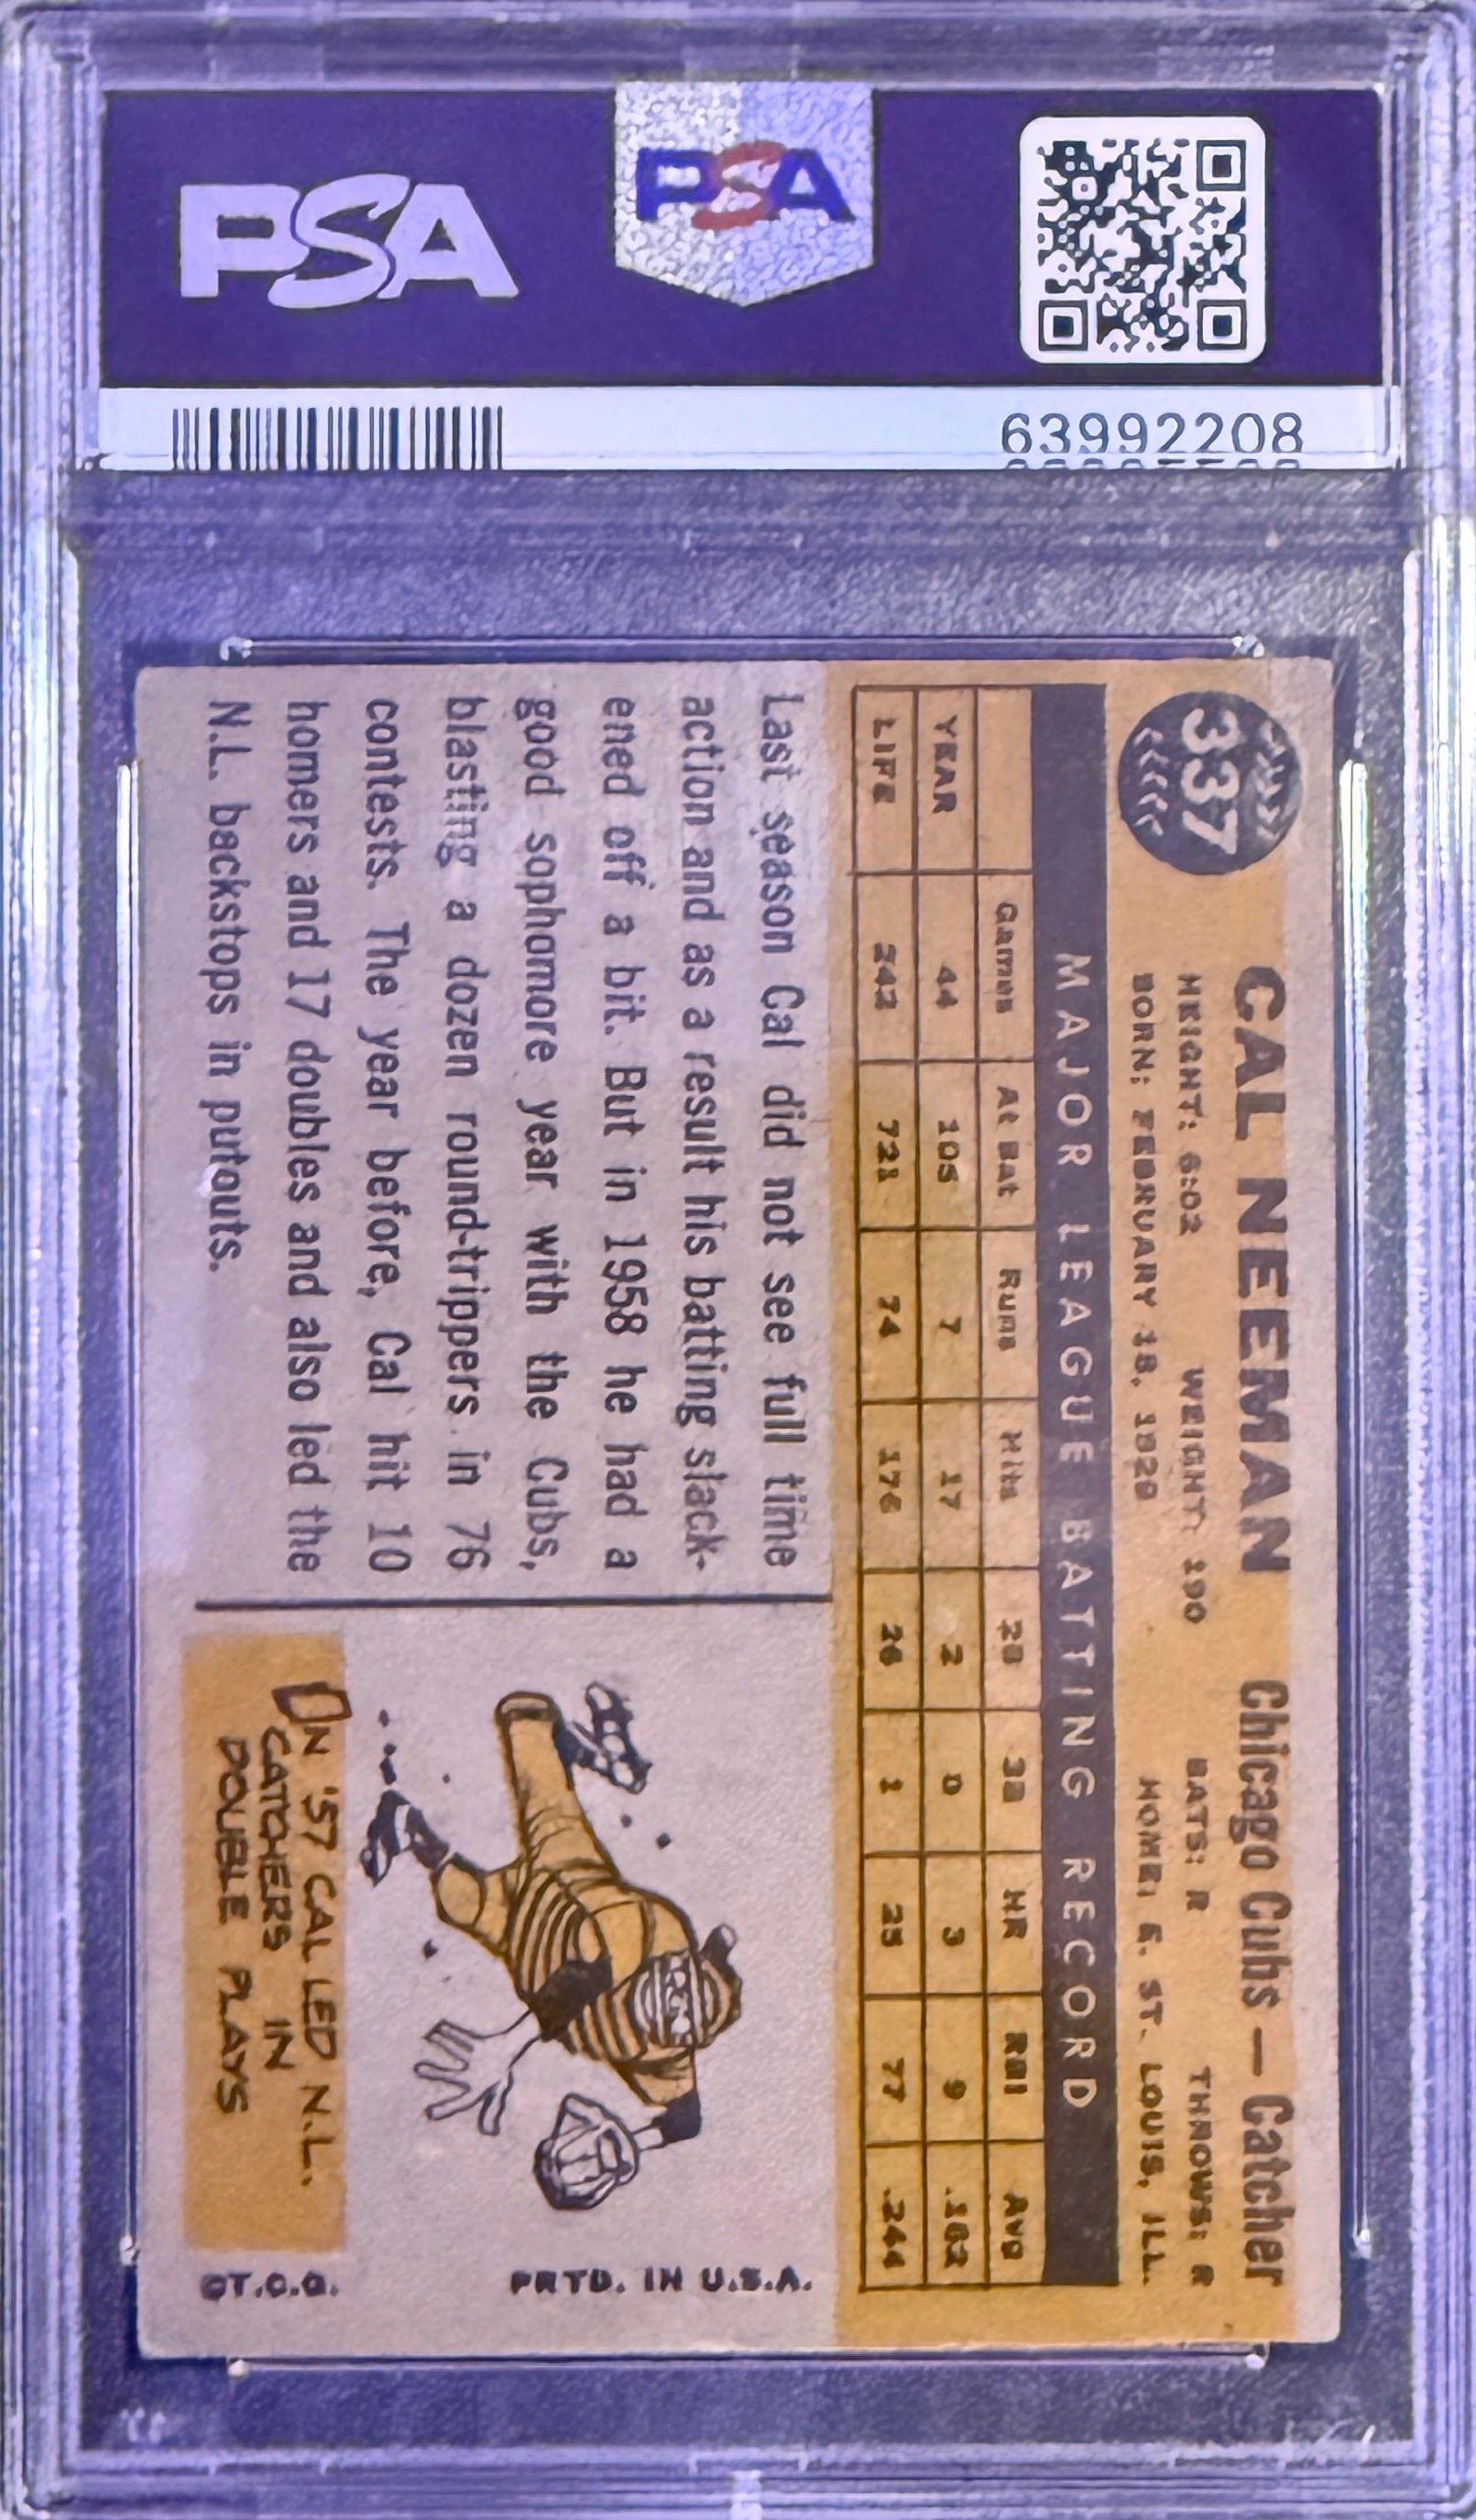 PSA
PSA
63992208
337
CAL NEEMAN Chicago Cubs — Catcher
HEIGHT: 6:02 WEIGHT: 190 BATS: R THROWS: R
BORN: FEBRUARY 18, 1929 HOME: E. ST. LOUIS, ILL.
MAJOR LEAGUE BATTING RECORD
Games At Bat Runs Hits 2B 3B HR RBI Avg
YEAR 44 105 7 17 2 0 3 9 .162
LIFE 242 721 74 176 26 1 25 77 .244
Last season Cal did not see full time
action and as a result his batting slack-
ened off a bit. But in 1958 he had a
good sophomore year with the Cubs,
blasting a dozen round-trippers in 76
contests. The year before, Cal hit 10
homers and 17 doubles and also led the
N.L. backstops in putouts.
IN '57 CAL LED N.L.
CATCHERS IN
DOUBLE PLAYS
©T.C.G. PRTD. IN U.S.A.